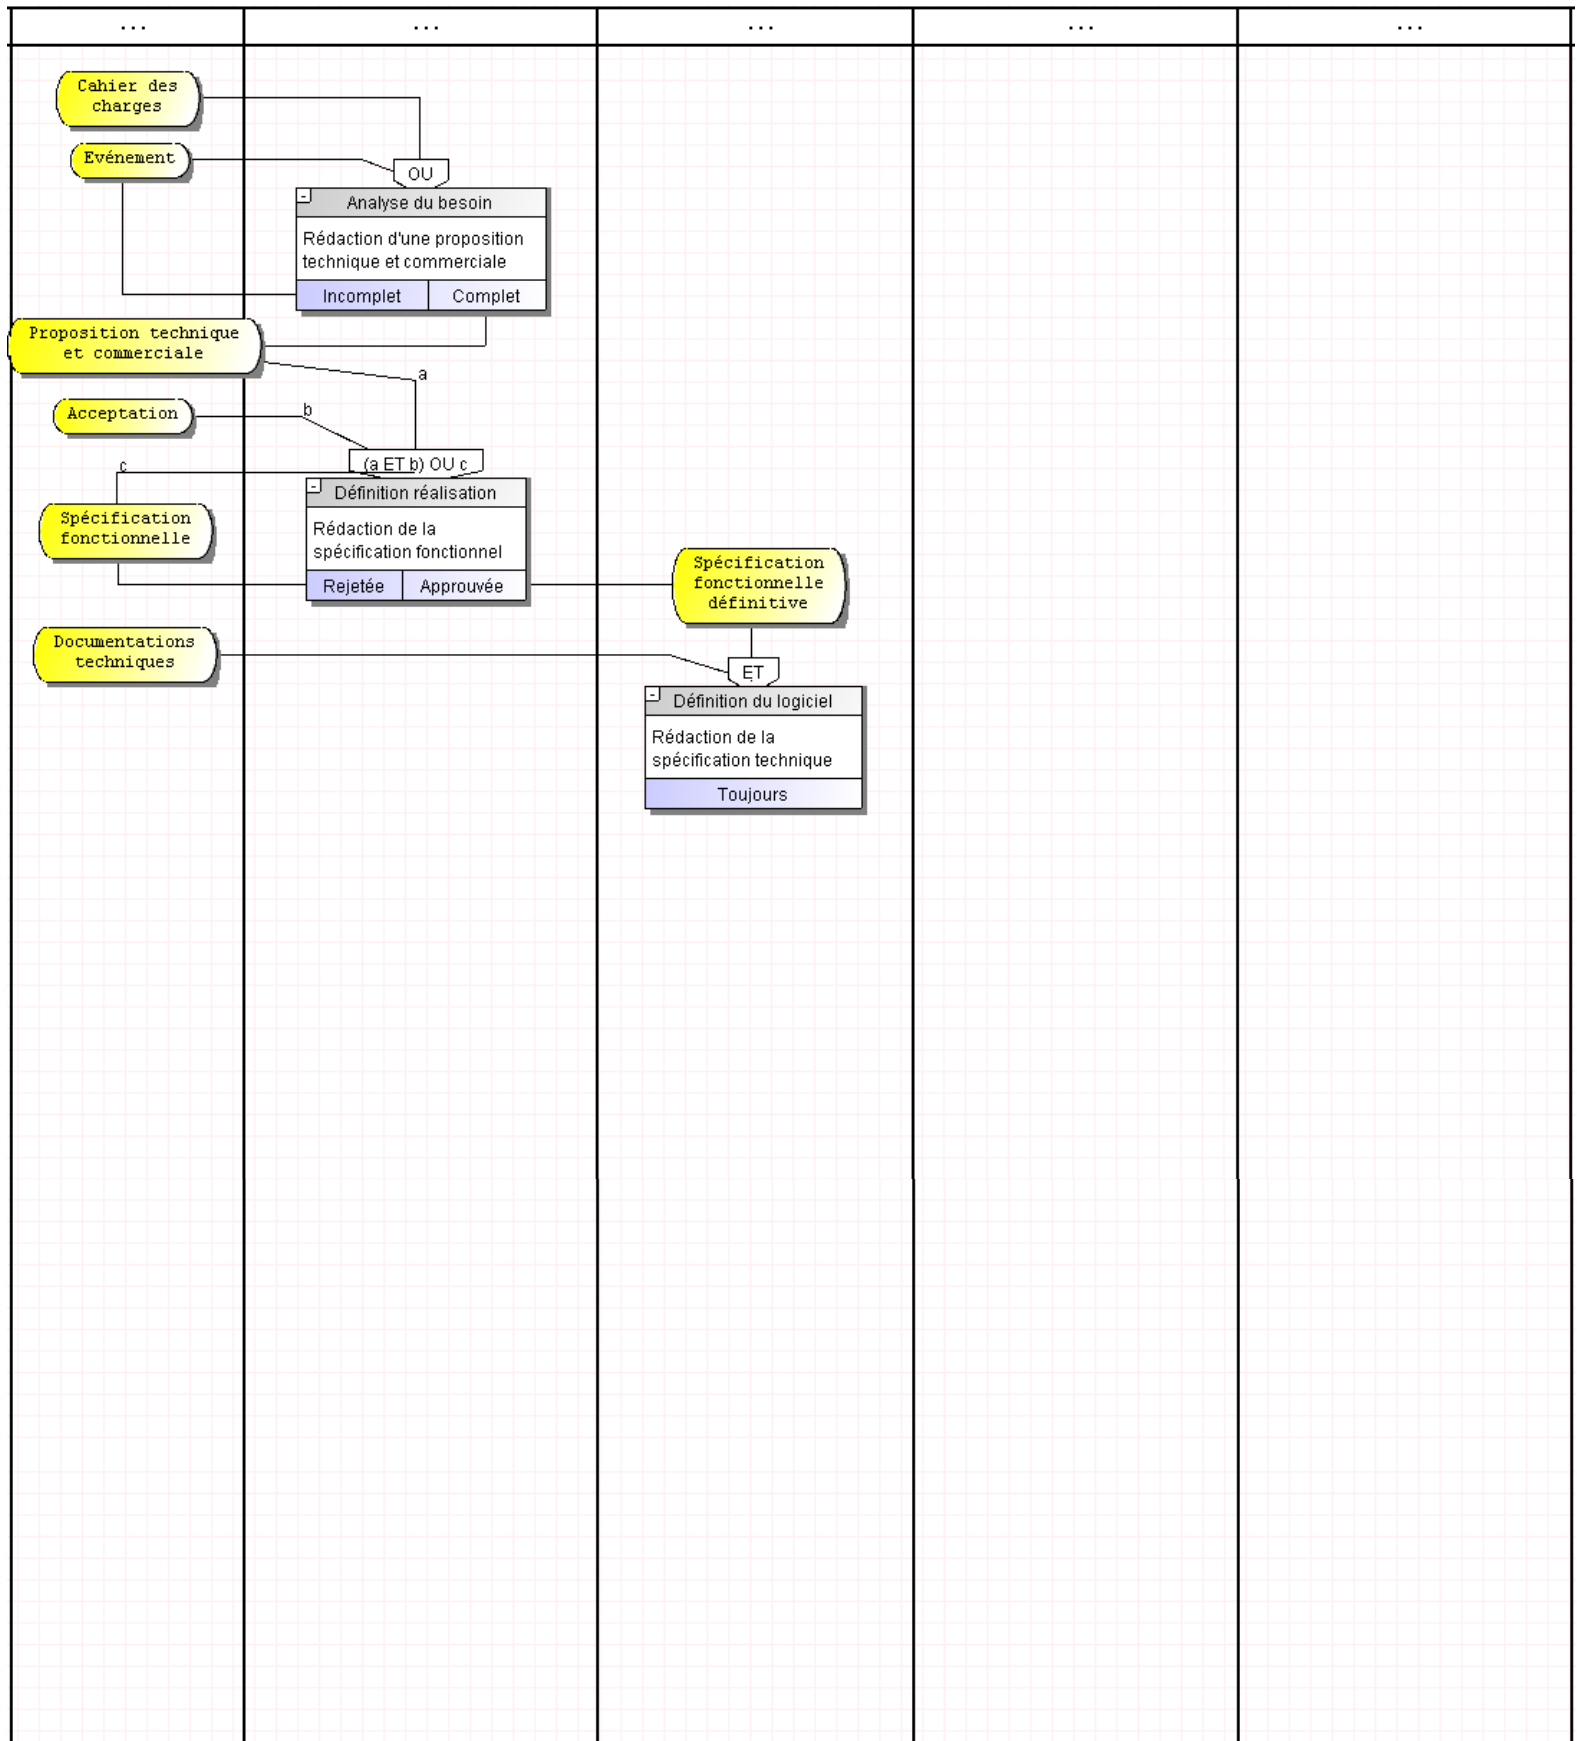 ...
...
...
...
...
Cahier des
charges
Evénement
OU
-
Analyse du besoin
Rédaction d'une proposition
technique et commerciale
Incomplet
Complet
Proposition technique
et commerciale
a
Acceptation
b
(a ET b) OU c
c
-
Définition réalisation
Spécification
fonctionnelle
Rédaction de la
spécification fonctionnel
Rejetée
Approuvée
Spécification
fonctionnelle
définitive
Documentations
techniques
ET
-
Définition du logiciel
Rédaction de la
spécification technique
Toujours